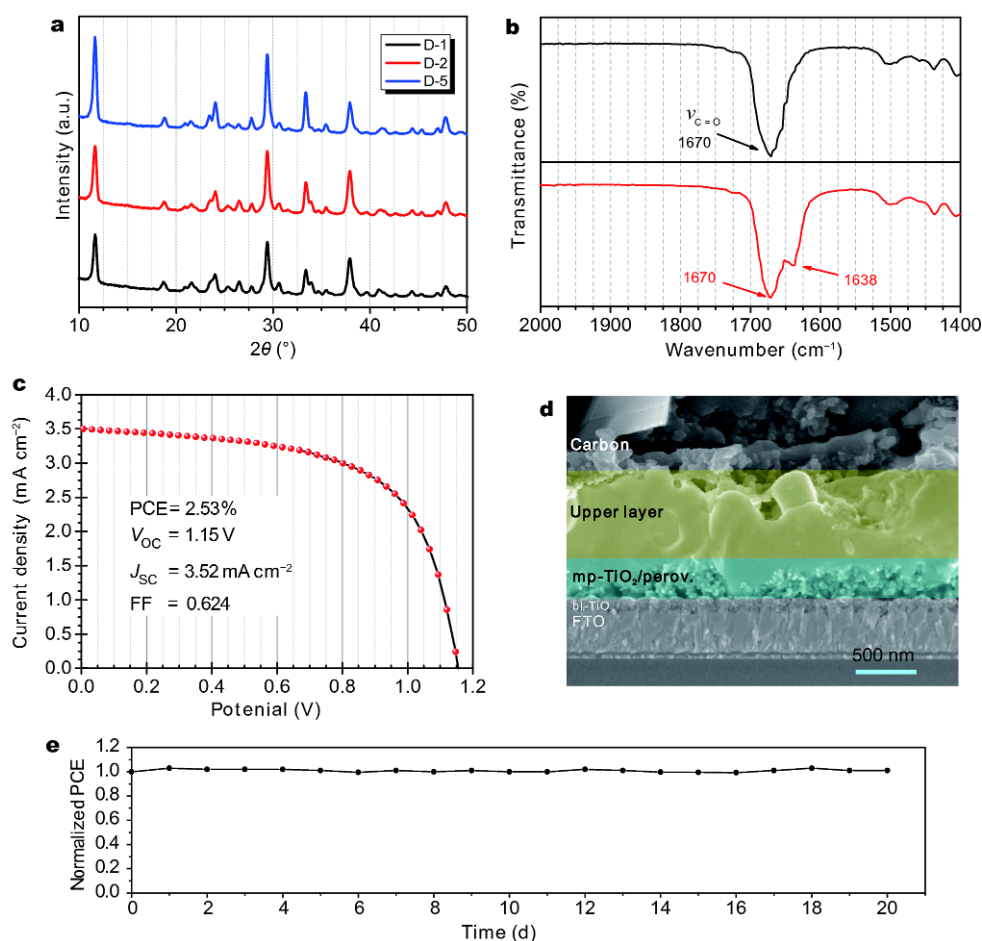 a
D-1
D-2
D-5
Intensity (a.u.)
10 20 30 40 50
2θ (°)
b
ν C=O
1670
1670
1638
Transmittance (%)
2000 1900 1800 1700 1600 1500 1400
Wavenumber (cm⁻¹)
c
4.0
3.5
3.0
2.5
2.0
1.5
1.0
0.5
0.0
Current density (mA cm⁻²)
PCE = 2.53%
V_OC = 1.15 V
J_SC = 3.52 mA cm⁻²
FF = 0.624
0.0 0.2 0.4 0.6 0.8 1.0 1.2
Potenial (V)
d
Carbon
Upper layer
mp-TiO₂/perov.
bl-TiO
FTO
500 nm
e
1.2
1.0
0.8
0.6
0.4
0.2
0.0
Normalized PCE
0 2 4 6 8 10 12 14 16 18 20
Time (d)